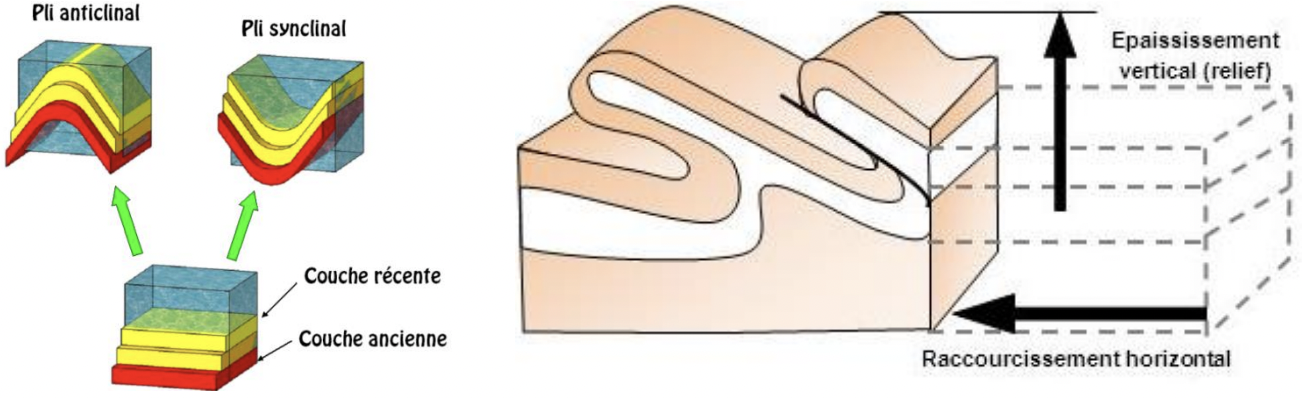 Pli anticlinal
Pli synclinal
Couche récente
Couche ancienne
Epaississement
vertical (relief)
Raccourcissement horizontal